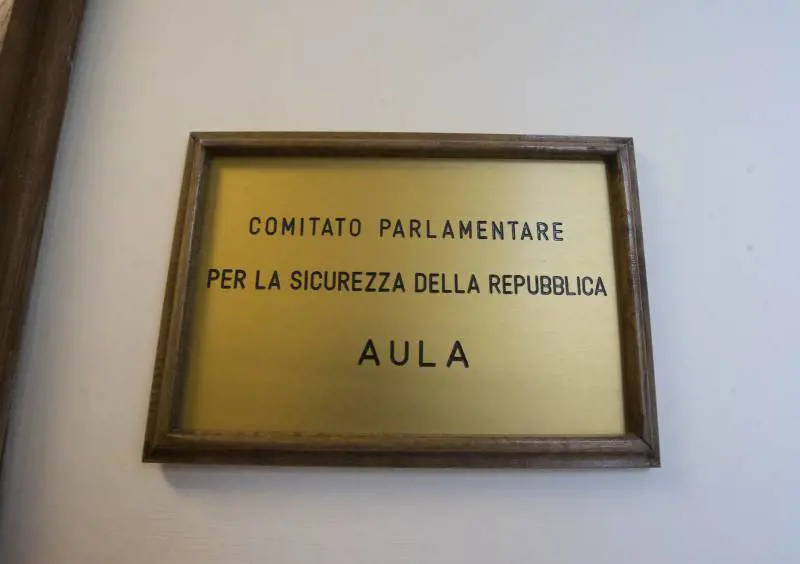 COMITATO PARLAMENTARE
PER LA SICUREZZA DELLA REPUBBLICA
AULA